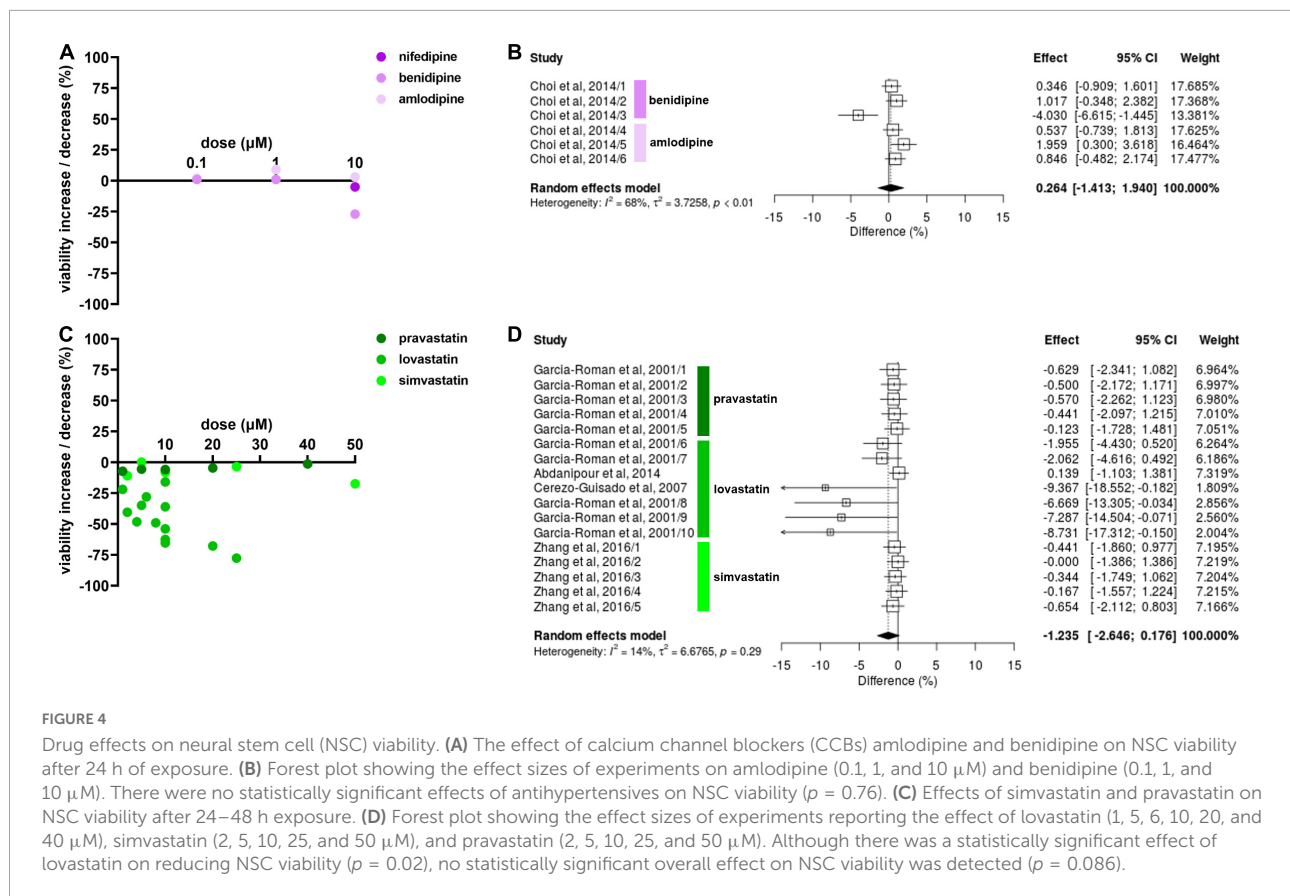 A
100
75
50
25
0
-25
-50
-75
-100
viability increase / decrease (%)
dose (µM)
0.1 1 10
nifedipine
benidipine
amlodipine
B
Study Effect 95% CI Weight
Choi et al, 2014/1 0.346 [-0.909; 1.601] 17.685%
Choi et al, 2014/2 1.017 [-0.348; 2.382] 17.368%
Choi et al, 2014/3 -4.030 [-6.615; -1.445] 13.381%
Choi et al, 2014/4 0.537 [-0.739; 1.813] 17.625%
Choi et al, 2014/5 1.959 [0.300; 3.618] 16.464%
Choi et al, 2014/6 0.846 [-0.482; 2.174] 17.477%
benidipine
amlodipine
Random effects model 0.264 [-1.413; 1.940] 100.000%
Heterogeneity: I² = 68%, τ² = 3.7258, p < 0.01
-15 -10 -5 0 5 10 15
Difference (%)
C
100
75
50
25
0
-25
-50
-75
-100
viability increase / decrease (%)
dose (µM)
10 20 30 40 50
pravastatin
lovastatin
simvastatin
D
Study Effect 95% CI Weight
Garcia-Roman et al, 2001/1 -0.629 [-2.341; 1.082] 6.964%
Garcia-Roman et al, 2001/2 -0.500 [-2.172; 1.171] 6.997%
Garcia-Roman et al, 2001/3 -0.570 [-2.262; 1.123] 6.980%
Garcia-Roman et al, 2001/4 -0.441 [-2.097; 1.215] 7.010%
Garcia-Roman et al, 2001/5 -0.123 [-1.728; 1.481] 7.051%
Garcia-Roman et al, 2001/6 -1.955 [-4.430; 0.520] 6.264%
Garcia-Roman et al, 2001/7 -2.062 [-4.616; 0.492] 6.186%
Abdanipour et al, 2014 0.139 [-1.103; 1.381] 7.319%
Cerezo-Guisado et al, 2007 -9.367 [-18.552; -0.182] 1.809%
Garcia-Roman et al, 2001/8 -6.669 [-13.305; -0.034] 2.856%
Garcia-Roman et al, 2001/9 -7.287 [-14.504; -0.071] 2.560%
Garcia-Roman et al, 2001/10 -8.731 [-17.312; -0.150] 2.004%
Zhang et al, 2016/1 -0.441 [-1.860; 0.977] 7.195%
Zhang et al, 2016/2 -0.000 [-1.386; 1.386] 7.219%
Zhang et al, 2016/3 -0.344 [-1.749; 1.062] 7.204%
Zhang et al, 2016/4 -0.167 [-1.557; 1.224] 7.215%
Zhang et al, 2016/5 -0.654 [-2.112; 0.803] 7.166%
pravastatin
lovastatin
simvastatin
Random effects model -1.235 [-2.646; 0.176] 100.000%
Heterogeneity: I² = 14%, τ² = 6.6765, p = 0.29
-15 -10 -5 0 5 10 15
Difference (%)
FIGURE 4
Drug effects on neural stem cell (NSC) viability. (A) The effect of calcium channel blockers (CCBs) amlodipine and benidipine on NSC viability
after 24 h of exposure. (B) Forest plot showing the effect sizes of experiments on amlodipine (0.1, 1, and 10 µM) and benidipine (0.1, 1, and
10 µM). There were no statistically significant effects of antihypertensives on NSC viability (p = 0.76). (C) Effects of simvastatin and pravastatin on
NSC viability after 24–48 h exposure. (D) Forest plot showing the effect sizes of experiments reporting the effect of lovastatin (1, 5, 6, 10, 20, and
40 µM), simvastatin (2, 5, 10, 25, and 50 µM), and pravastatin (2, 5, 10, 25, and 50 µM). Although there was a statistically significant effect of
lovastatin on reducing NSC viability (p = 0.02), no statistically significant overall effect on NSC viability was detected (p = 0.086).